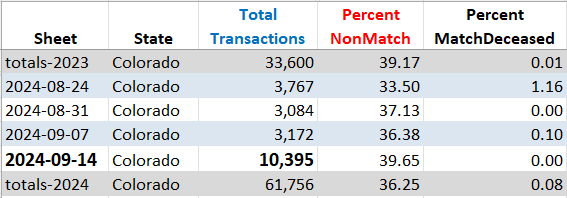 Sheet State Total Transactions Percent NonMatch Percent MatchDeceased
totals-2023 Colorado 33,600 39.17 0.01
2024-08-24 Colorado 3,767 33.50 1.16
2024-08-31 Colorado 3,084 37.13 0.00
2024-09-07 Colorado 3,172 36.38 0.10
2024-09-14 Colorado 10,395 39.65 0.00
totals-2024 Colorado 61,756 36.25 0.08